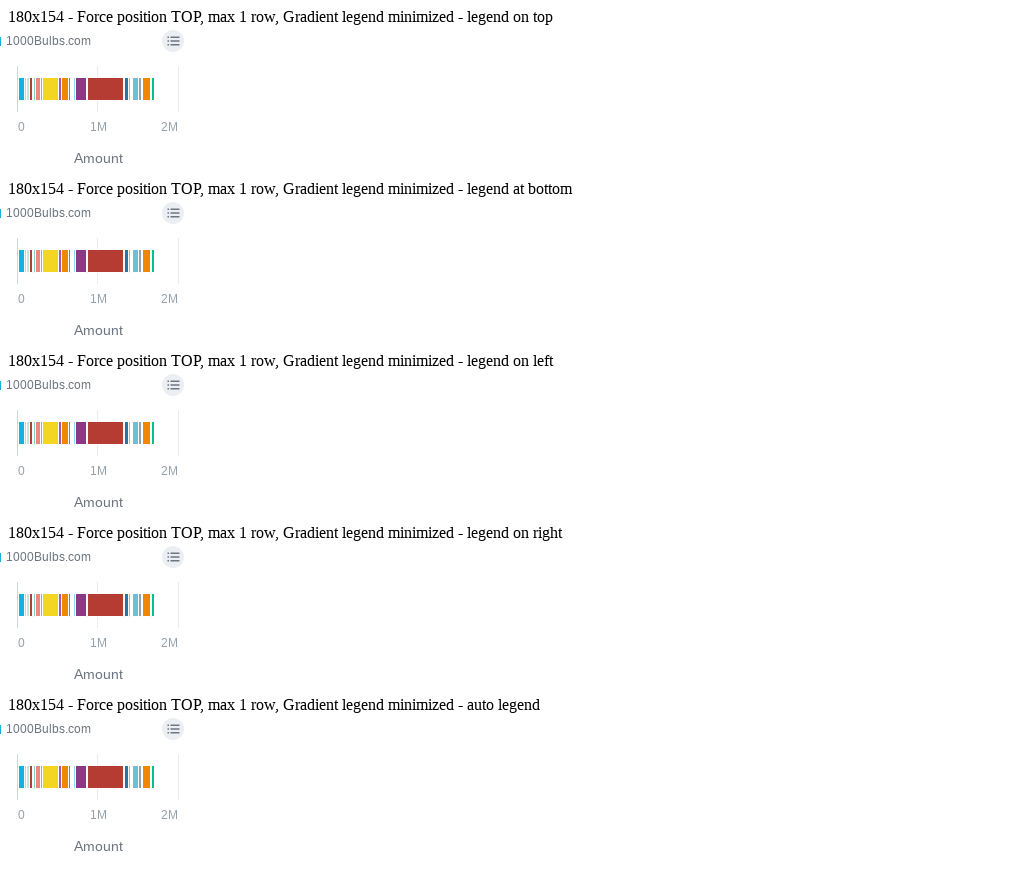 180x154 - Force position TOP, max 1 row, Gradient legend minimized - legend on top
1000Bulbs.com
0 1M 2M
Amount
180x154 - Force position TOP, max 1 row, Gradient legend minimized - legend at bottom
1000Bulbs.com
0 1M 2M
Amount
180x154 - Force position TOP, max 1 row, Gradient legend minimized - legend on left
1000Bulbs.com
0 1M 2M
Amount
180x154 - Force position TOP, max 1 row, Gradient legend minimized - legend on right
1000Bulbs.com
0 1M 2M
Amount
180x154 - Force position TOP, max 1 row, Gradient legend minimized - auto legend
1000Bulbs.com
0 1M 2M
Amount